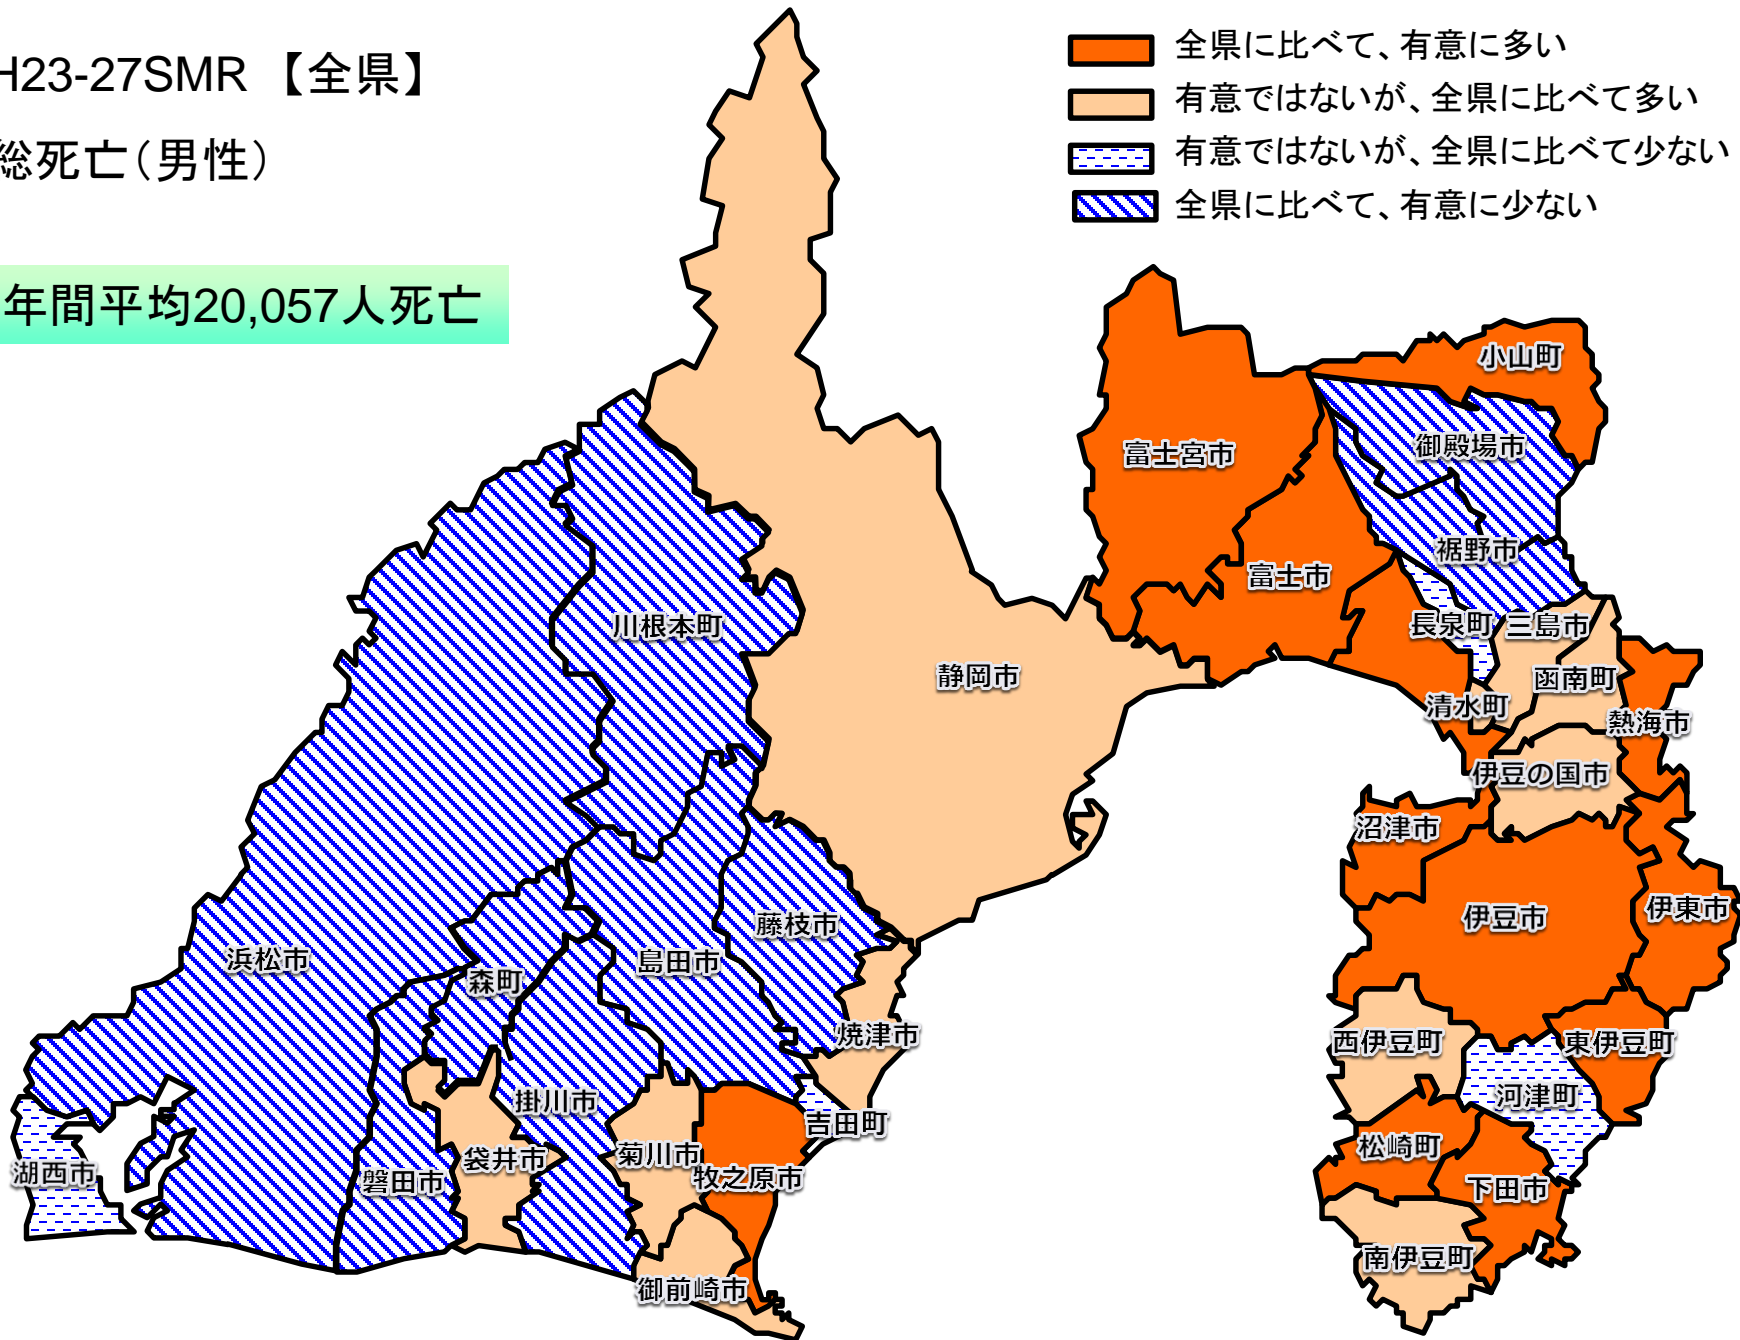 H23-27SMR 【全県】
総死亡（男性）
年間平均20,057人死亡
全県に比べて、有意に多い
有意ではないが、全県に比べて多い
有意ではないが、全県に比べて少ない
全県に比べて、有意に少ない
小山町
御殿場市
富士宮市
裾野市
富士市
長泉町
三島市
川根本町
静岡市
函南町
清水町
熱海市
伊豆の国市
沼津市
伊豆市
伊東市
藤枝市
島田市
浜松市
森町
焼津市
西伊豆町
東伊豆町
河津町
掛川市
吉田町
松崎町
菊川市
袋井市
湖西市
磐田市
牧之原市
下田市
南伊豆町
御前崎市